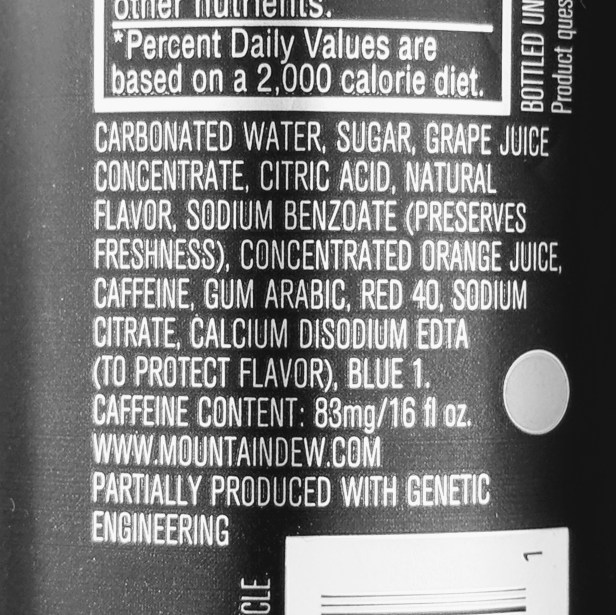 other nutrients.
*Percent Daily Values are
based on a 2,000 calorie diet.
BOTTLED UN
Product ques
CARBONATED WATER, SUGAR, GRAPE JUICE
CONCENTRATE, CITRIC ACID, NATURAL
FLAVOR, SODIUM BENZOATE (PRESERVES
FRESHNESS), CONCENTRATED ORANGE JUICE,
CAFFEINE, GUM ARABIC, RED 40, SODIUM
CITRATE, CALCIUM DISODIUM EDTA
(TO PROTECT FLAVOR), BLUE 1.
CAFFEINE CONTENT: 83mg/16 fl oz.
WWW.MOUNTAINDEW.COM
PARTIALLY PRODUCED WITH GENETIC
ENGINEERING
CLE
1